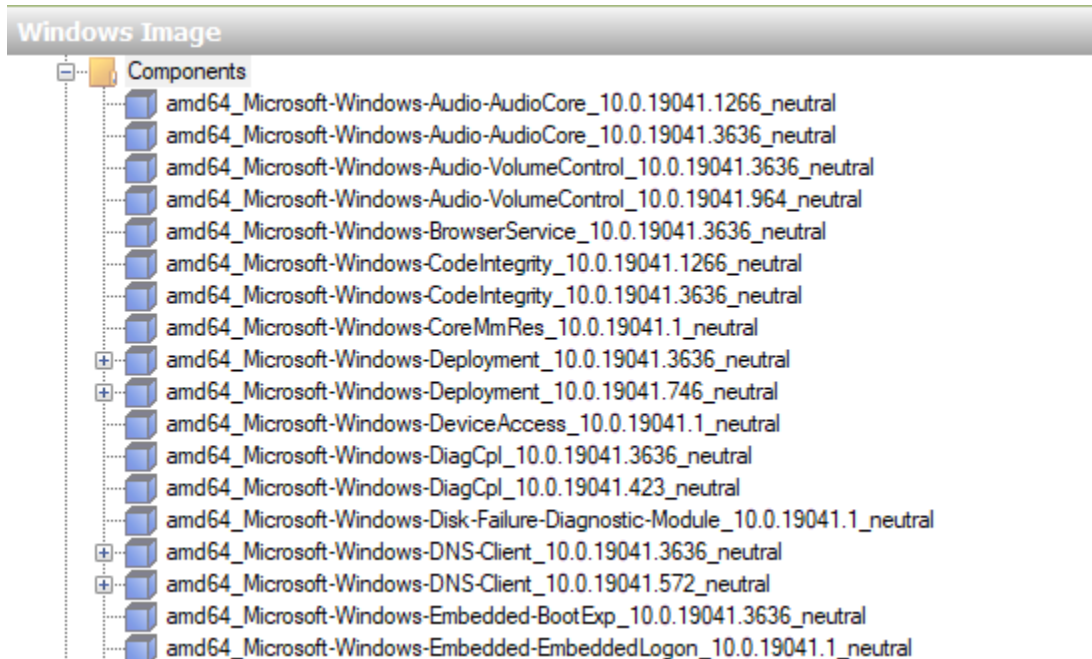 Windows Image
Components
amd64_Microsoft-Windows-Audio-AudioCore_10.0.19041.1266_neutral
amd64_Microsoft-Windows-Audio-AudioCore_10.0.19041.3636_neutral
amd64_Microsoft-Windows-Audio-VolumeControl_10.0.19041.3636_neutral
amd64_Microsoft-Windows-Audio-VolumeControl_10.0.19041.964_neutral
amd64_Microsoft-Windows-BrowserService_10.0.19041.3636_neutral
amd64_Microsoft-Windows-CodeIntegrity_10.0.19041.1266_neutral
amd64_Microsoft-Windows-CodeIntegrity_10.0.19041.3636_neutral
amd64_Microsoft-Windows-CoreMmRes_10.0.19041.1_neutral
amd64_Microsoft-Windows-Deployment_10.0.19041.3636_neutral
amd64_Microsoft-Windows-Deployment_10.0.19041.746_neutral
amd64_Microsoft-Windows-DeviceAccess_10.0.19041.1_neutral
amd64_Microsoft-Windows-DiagCpl_10.0.19041.3636_neutral
amd64_Microsoft-Windows-DiagCpl_10.0.19041.423_neutral
amd64_Microsoft-Windows-Disk-Failure-Diagnostic-Module_10.0.19041.1_neutral
amd64_Microsoft-Windows-DNS-Client_10.0.19041.3636_neutral
amd64_Microsoft-Windows-DNS-Client_10.0.19041.572_neutral
amd64_Microsoft-Windows-Embedded-BootExp_10.0.19041.3636_neutral
amd64_Microsoft-Windows-Embedded-EmbeddedLogon_10.0.19041.1_neutral